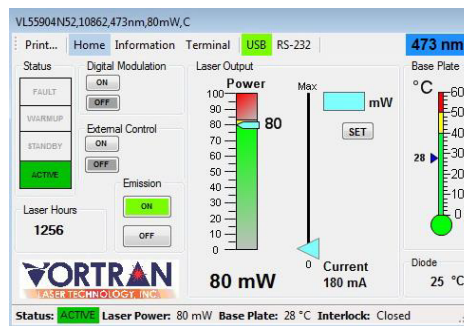 VL55904N52,10862,473nm,80mW,C
Print... Home Information Terminal USB RS-232 473 nm
Status
FAULT
WARMUP
STANDBY
ACTIVE
Laser Hours
1256
Digital Modulation
ON
OFF
External Control
ON
OFF
Emission
ON
OFF
VORTRAN
LASER TECHNOLOGY, INC.
Laser Output
Power
100
90
80
70
60
50
40
30
20
10
0
80
80 mW
Max
0
mW
SET
Current
180 mA
Base Plate
°C
60
50
40
30
20
10
0
28
Diode
25 °C
Status: ACTIVE Laser Power: 80 mW Base Plate: 28 °C Interlock: Closed